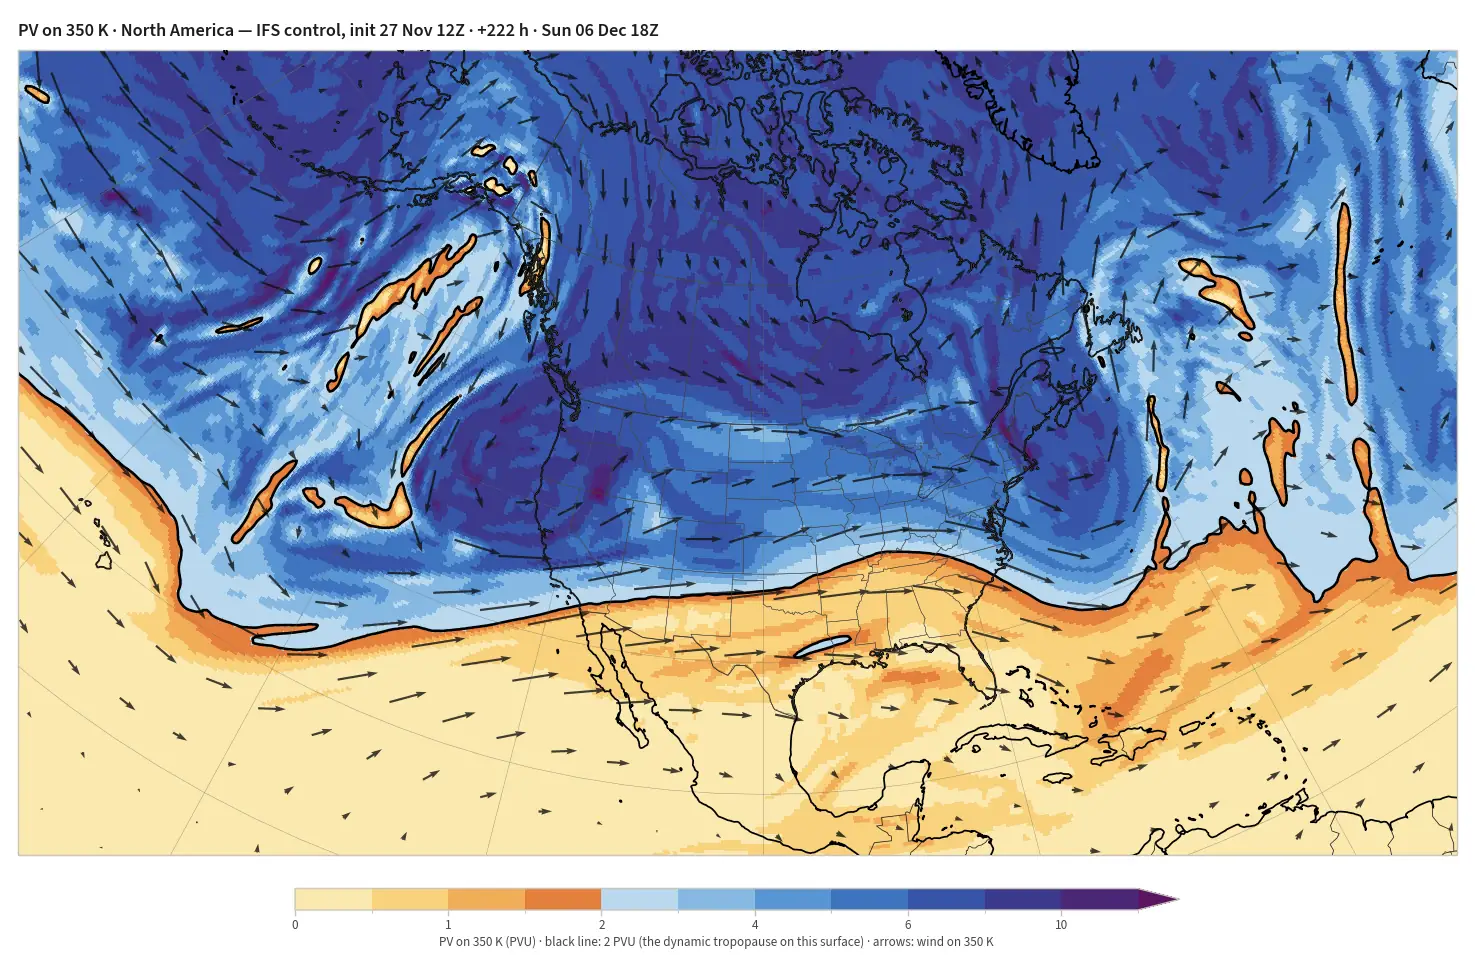 PV on 350 K · North America — IFS control, init 27 Nov 12Z · +222 h · Sun 06 Dec 18Z
0 1 2 4 6 10
PV on 350 K (PVU) · black line: 2 PVU (the dynamic tropopause on this surface) · arrows: wind on 350 K